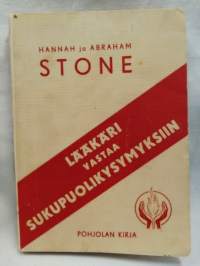 HANNAH ja ABRAHAM
STONE
LÄÄKÄRI
VASTAA
SUKUPUOLIKYSYMYKSIIN
POHJOLAN KIRJA